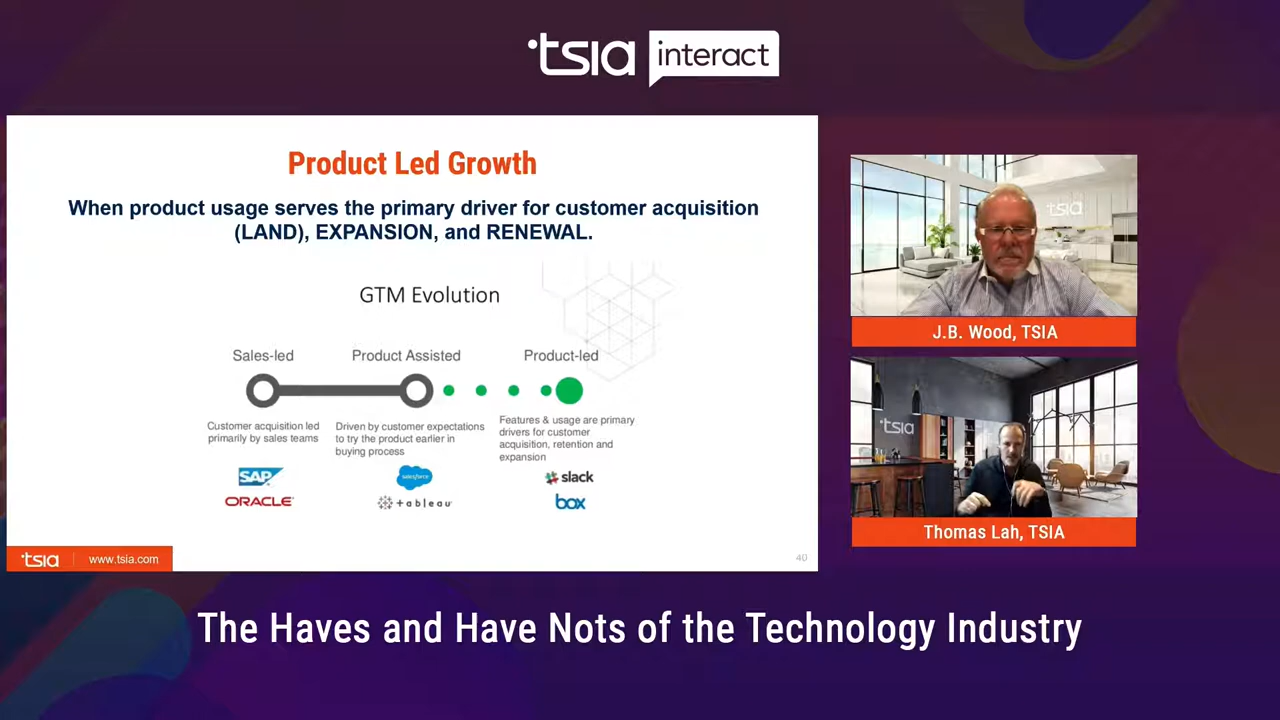 tsia interact
Product Led Growth
When product usage serves the primary driver for customer acquisition
(LAND), EXPANSION, and RENEWAL.
GTM Evolution
Sales-led
Product Assisted
Product-led
Customer acquisition led
primarily by sales teams
Driven by customer expectations
to try the product earlier in
buying process
Features & usage are primary
drivers for customer
acquisition, retention and
expansion
SAP
ORACLE
salesforce
+ a b l e a u
slack
box
tsia
www.tsia.com
40
tsia
J.B. Wood, TSIA
tsia
Thomas Lah, TSIA
The Haves and Have Nots of the Technology Industry